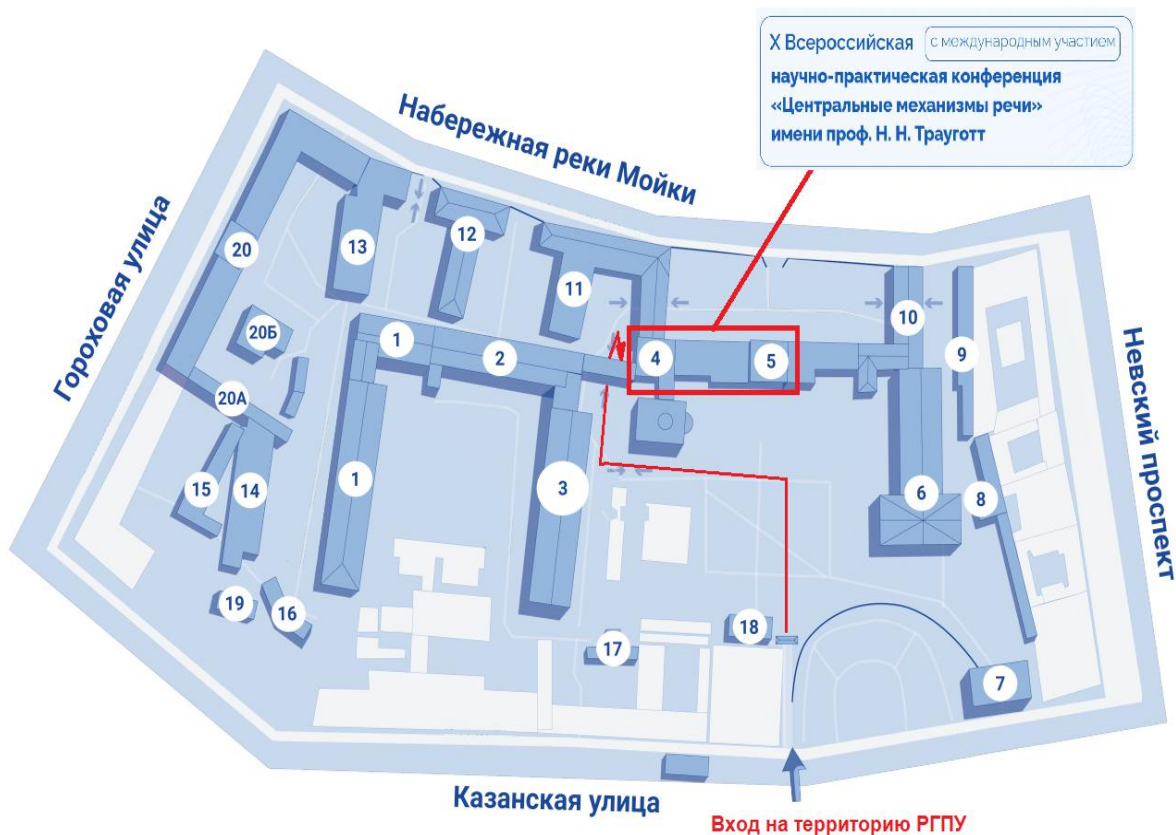 X Всероссийская с международным участием
научно-практическая конференция
«Центральные механизмы речи»
имени проф. Н. Н. Трауготт
Набережная реки Мойки
Гороховая улица
Невский проспект
20
13
12
11
10
9
20Б
1
2
4
5
20А
15
14
1
3
6
8
19
16
17
18
7
Казанская улица
Вход на территорию РГПУ